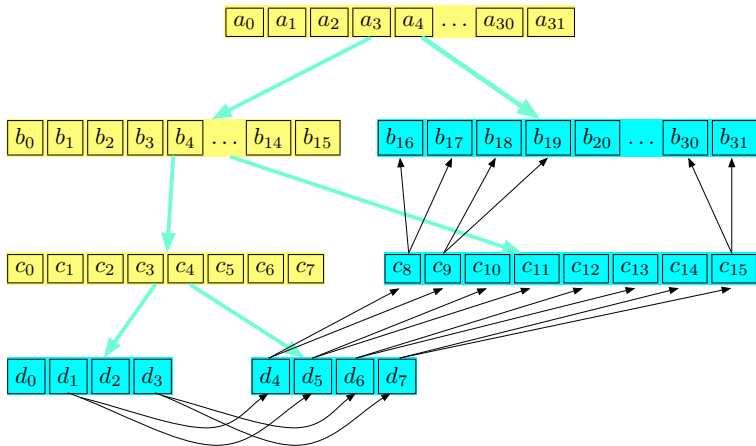 a₀ a₁ a₂ a₃ a₄ … a₃₀ a₃₁
b₀ b₁ b₂ b₃ b₄ … b₁₄ b₁₅ b₁₆ b₁₇ b₁₈ b₁₉ b₂₀ … b₃₀ b₃₁
c₀ c₁ c₂ c₃ c₄ c₅ c₆ c₇ c₈ c₉ c₁₀ c₁₁ c₁₂ c₁₃ c₁₄ c₁₅
d₀ d₁ d₂ d₃ d₄ d₅ d₆ d₇